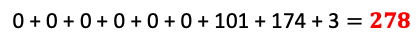 0 + 0 + 0 + 0 + 0 + 0 + 101 + 174 + 3 = 278